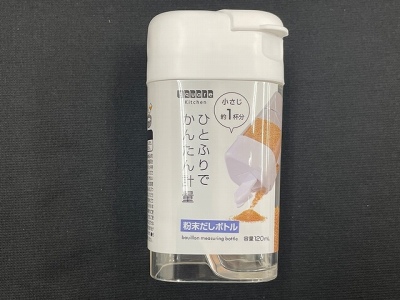 Square
Kitchen
小さじ
約1杯分
ひとふりで
かんたん計量
粉末だしボトル
bouillon measuring bottle
容量120mL